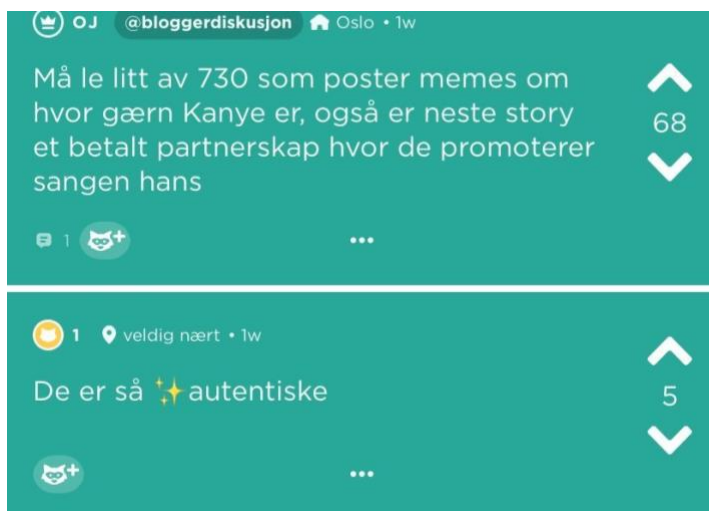 OJ @bloggerdiskusjon Oslo • 1w
Må le litt av 730 som poster memes om
hvor gærn Kanye er, også er neste story
et betalt partnerskap hvor de promoterer
sangen hans
68
1
1 veldig nært • 1w
De er så ✨autentiske
5